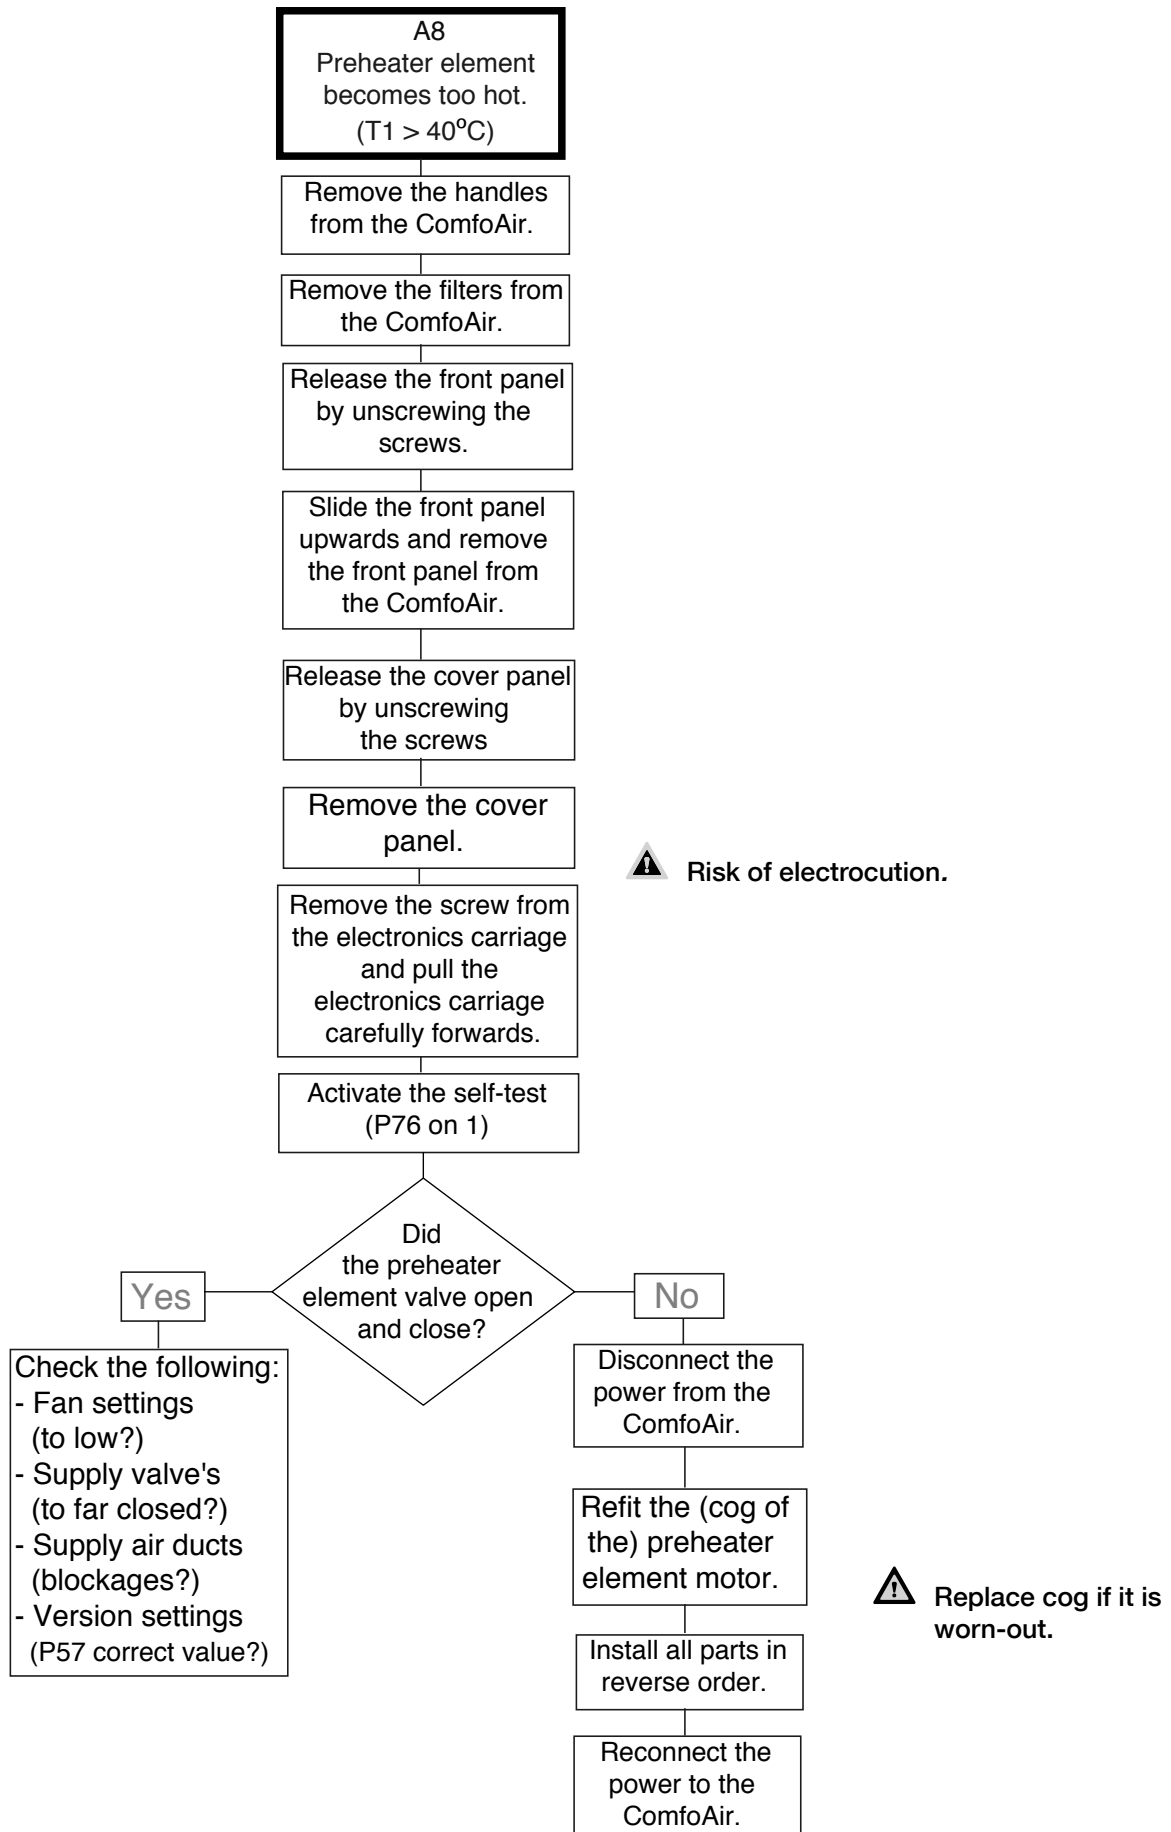 A8
Preheater element
becomes too hot.
(T1 > 40°C)
Remove the handles
from the ComfoAir.
Remove the filters from
the ComfoAir.
Release the front panel
by unscrewing the
screws.
Slide the front panel
upwards and remove
the front panel from
the ComfoAir.
Release the cover panel
by unscrewing
the screws
Remove the cover
panel.
Risk of electrocution.
Remove the screw from
the electronics carriage
and pull the
electronics carriage
carefully forwards.
Activate the self-test
(P76 on 1)
Did
the preheater
element valve open
and close?
Yes
Check the following:
- Fan settings
(to low?)
- Supply valve's
(to far closed?)
- Supply air ducts
(blockages?)
- Version settings
(P57 correct value?)
No
Disconnect the
power from the
ComfoAir.
Refit the (cog of
the) preheater
element motor.
Replace cog if it is
worn-out.
Install all parts in
reverse order.
Reconnect the
power to the
ComfoAir.